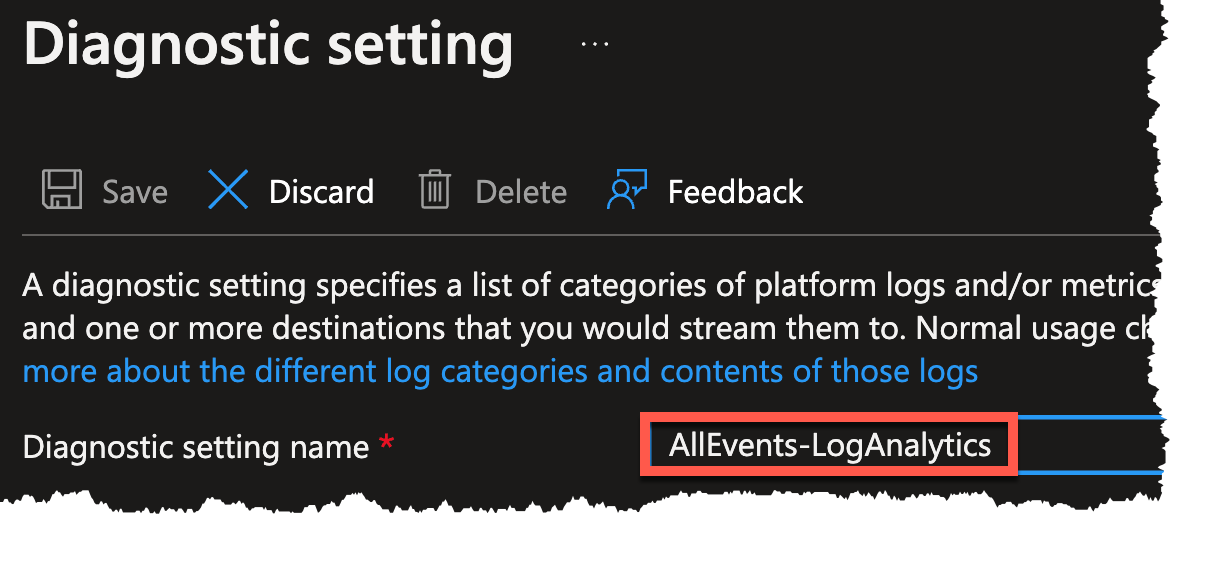 Diagnostic setting ...
Save Discard Delete Feedback
A diagnostic setting specifies a list of categories of platform logs and/or metrics
and one or more destinations that you would stream them to. Normal usage
more about the different log categories and contents of those logs
Diagnostic setting name * AllEvents-LogAnalytics